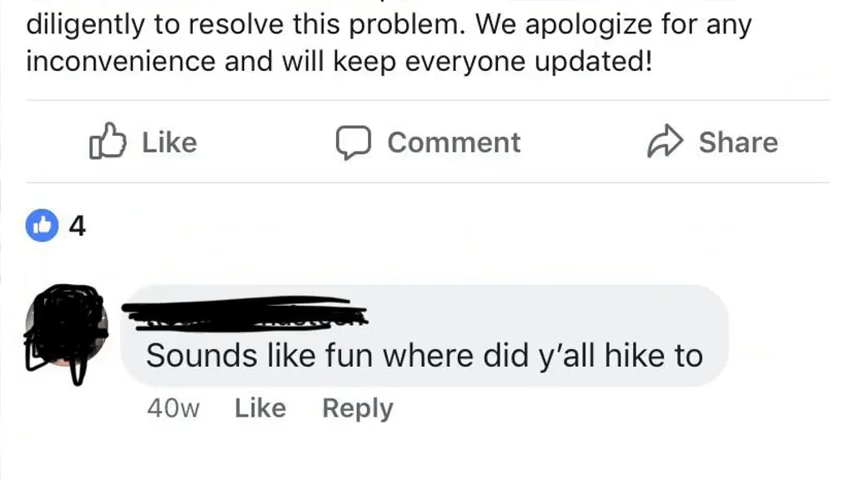 diligently to resolve this problem. We apologize for any
inconvenience and will keep everyone updated!
Like Comment Share
4
Sounds like fun where did y'all hike to
40w Like Reply